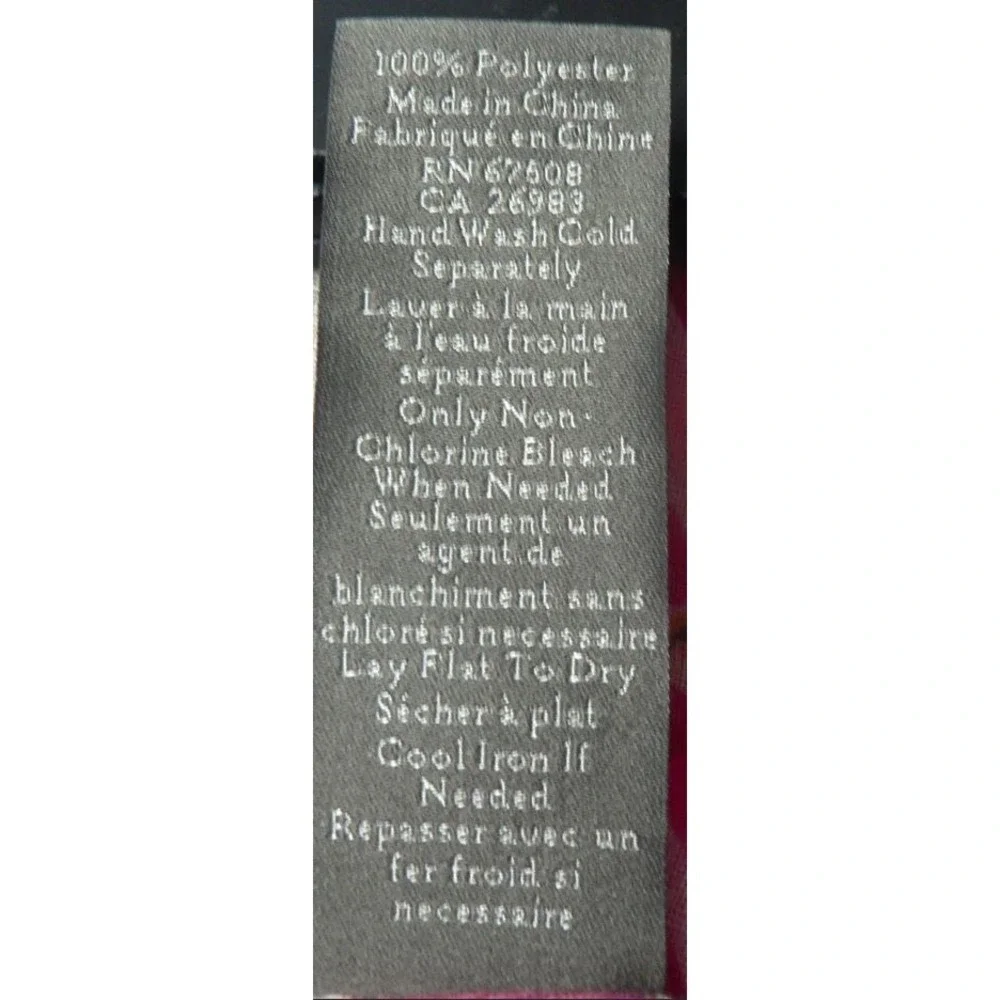 100% Polyester
Made in China
Fabriqué en Chine
RN 67508
CA 26983
Hand Wash Cold
Separately
Laver à la main
à l'eau froide
séparément
Only Non-
Chlorine Bleach
When Needed
Seulement un
agent de
blanchiment sans
chloré si necessaire
Lay Flat To Dry
Sécher à plat
Cool Iron If
Needed
Repasser avec un
fer froid si
necessaire